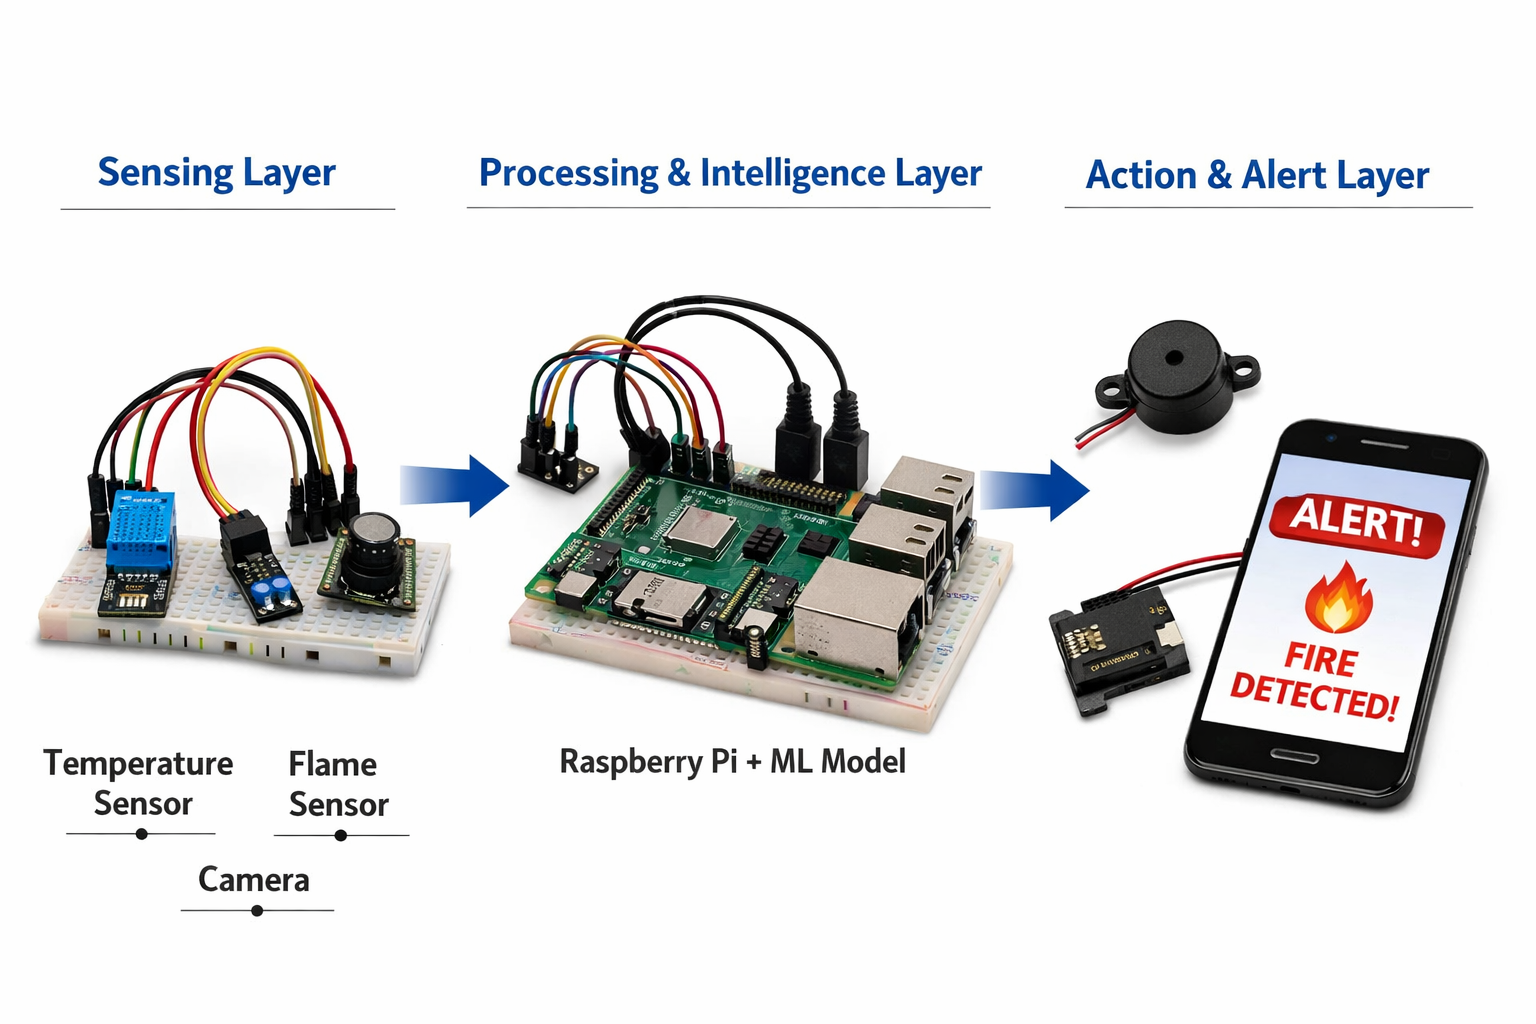 Sensing Layer
Processing & Intelligence Layer
Action & Alert Layer
ALERT!
FIRE
DETECTED!
Temperature
Sensor
Flame
Sensor
Camera
Raspberry Pi + ML Model